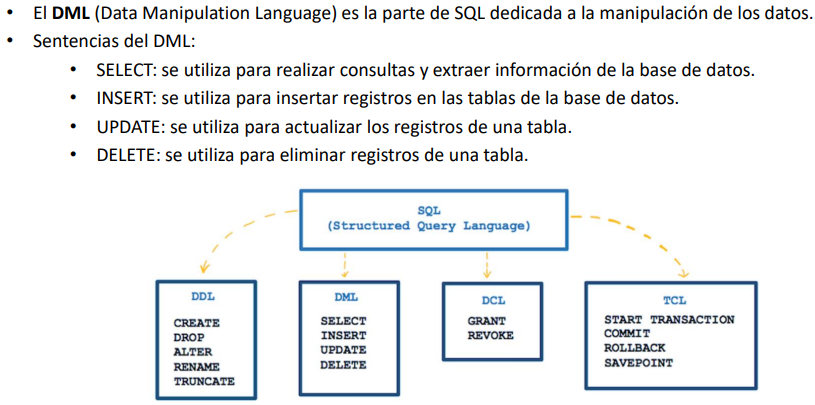 • El DML (Data Manipulation Language) es la parte de SQL dedicada a la manipulación de los datos.
• Sentencias del DML:
• SELECT: se utiliza para realizar consultas y extraer información de la base de datos.
• INSERT: se utiliza para insertar registros en las tablas de la base de datos.
• UPDATE: se utiliza para actualizar los registros de una tabla.
• DELETE: se utiliza para eliminar registros de una tabla.
SQL
(Structured Query Language)
DDL
CREATE
DROP
ALTER
RENAME
TRUNCATE
DML
SELECT
INSERT
UPDATE
DELETE
DCL
GRANT
REVOKE
TCL
START TRANSACTION
COMMIT
ROLLBACK
SAVEPOINT